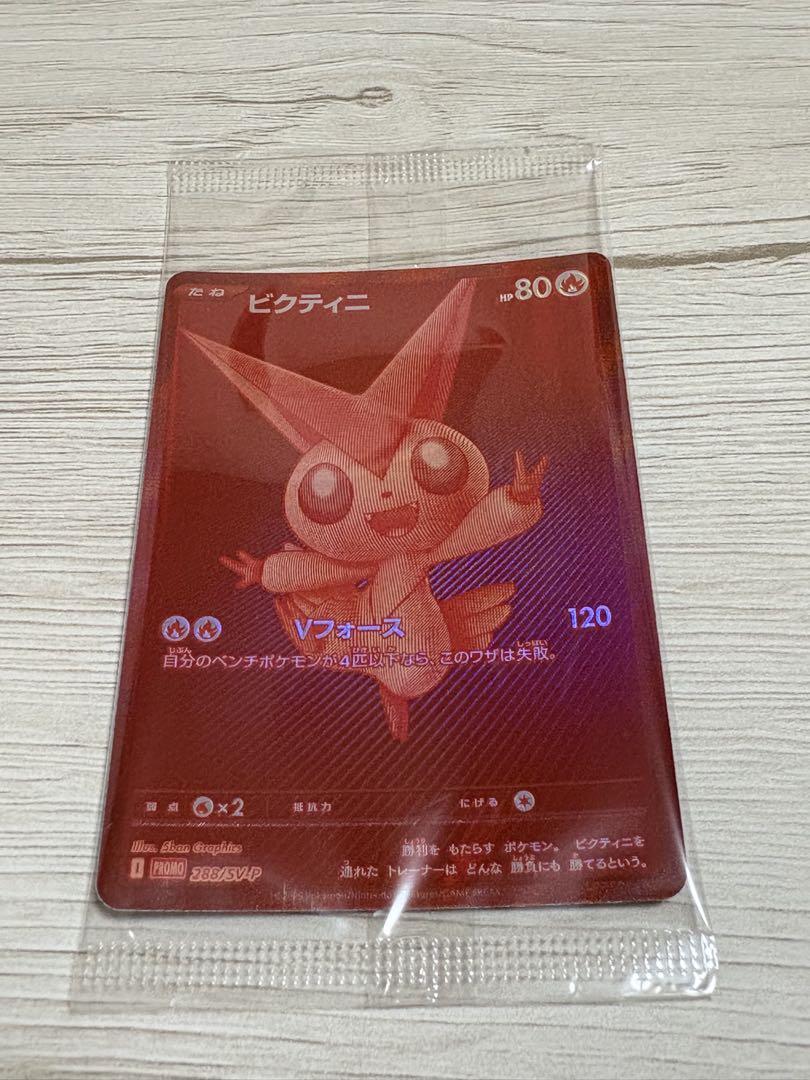 たね ビクティニ HP 80
Vフォース 120
自分のベンチポケモンが4匹以下なら、このワザは失敗。
弱点 ×2 抵抗力 にげる
Illus. Shan Graphics
勝利を もたらす ポケモン。 ビクティニを
連れた トレーナーは どんな 勝負にも 勝てるという。
I PROMO 288/SV-P